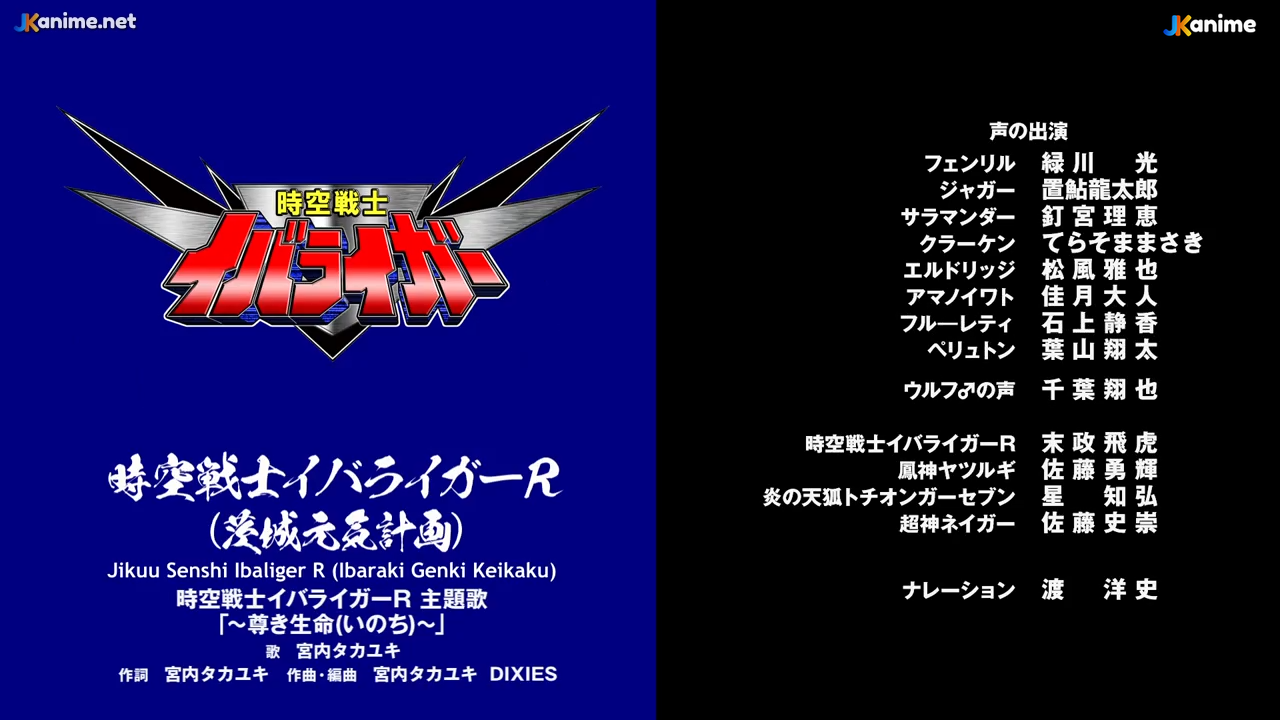 JKanime.net
JKanime
時空戦士
イバライガー
時空戦士イバライガーR
(茨城元気計画)
Jikuu Senshi Ibaliger R (Ibaraki Genki Keikaku)
時空戦士イバライガーR 主題歌
「〜尊き生命(いのち)〜」
歌 宮内タカユキ
作詞 宮内タカユキ 作曲・編曲 宮内タカユキ DIXIES
声の出演
フェンリル 緑川 光
ジャガー 置鮎龍太郎
サラマンダー 釘宮理恵
クラーケン てらそままさき
エルドリッジ 松風雅也
アマノイワト 佳月大人
フルーレティ 石上静香
ペリュトン 葉山翔太
ウルフ♂の声 千葉翔也
時空戦士イバライガーR 末政飛虎
鳳神ヤツルギ 佐藤勇輝
炎の天狐トチオンガーセブン 星 知弘
超神ネイガー 佐藤史崇
ナレーション 渡 洋史